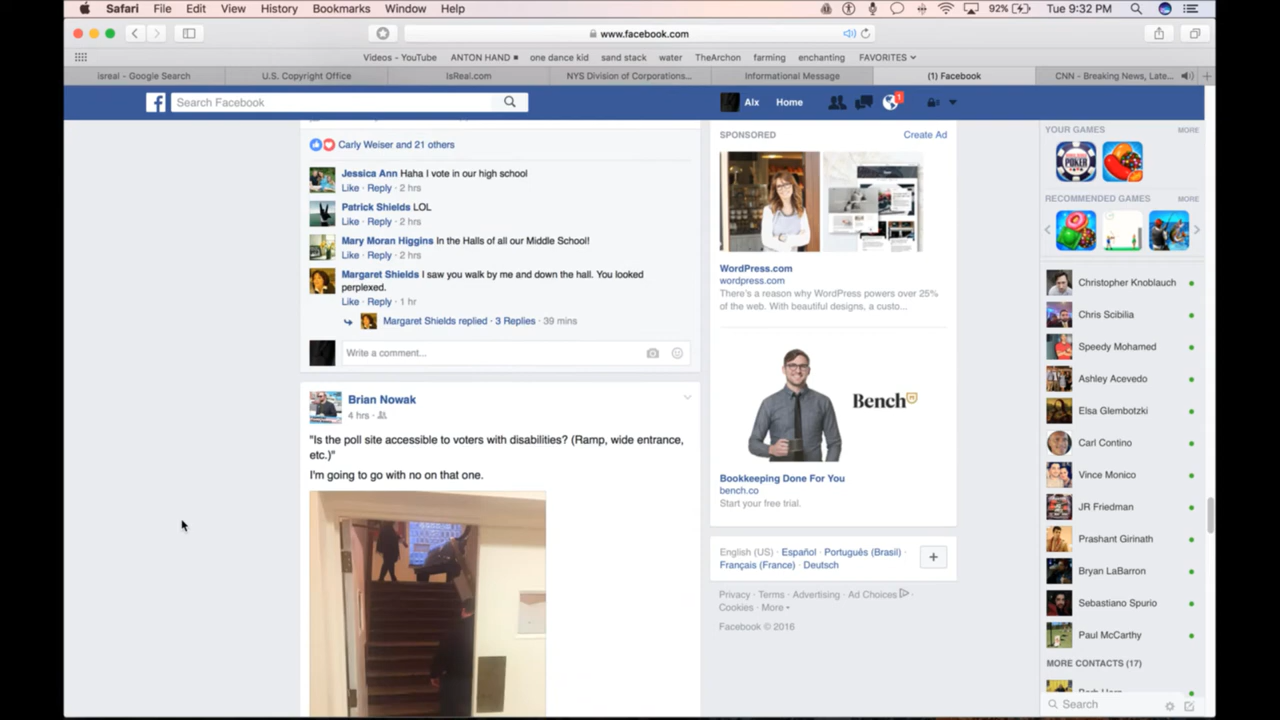 Safari File Edit View History Bookmarks Window Help 92% Tue 9:32 PM
www.facebook.com
Videos - YouTube ANTON HAND one dance kid sand stack water TheArchon farming enchanting FAVORITES
isreal - Google Search U.S. Copyright Office IsReal.com NYS Division of Corporations... Informational Message (1) Facebook CNN - Breaking News, Late...
Search Facebook
Alx Home 1
Carly Weiser and 21 others
Jessica Ann Haha I vote in our high school
Like · Reply · 2 hrs
Patrick Shields LOL
Like · Reply · 2 hrs
Mary Moran Higgins In the Halls of all our Middle School!
Like · Reply · 2 hrs
Margaret Shields I saw you walk by me and down the hall. You looked
perplexed.
Like · Reply · 1 hr
Margaret Shields replied · 3 Replies · 39 mins
Write a comment...
Brian Nowak
4 hrs ·
"Is the poll site accessible to voters with disabilities? (Ramp, wide entrance,
etc.)"
I'm going to go with no on that one.
SPONSORED Create Ad
WordPress.com
wordpress.com
There's a reason why WordPress powers over 25%
of the web. With beautiful designs, a custo...
Bench
Bookkeeping Done For You
bench.co
Start your free trial.
English (US) · Español · Português (Brasil) ·
Français (France) · Deutsch
Privacy · Terms · Advertising · Ad Choices ·
Cookies · More
Facebook © 2016
YOUR GAMES MORE
POKER
RECOMMENDED GAMES MORE
Christopher Knoblauch
Chris Scibilia
Speedy Mohamed
Ashley Acevedo
Elsa Glembotzki
Carl Contino
Vince Monico
JR Friedman
Prashant Girinath
Bryan LaBarron
Sebastiano Spurio
Paul McCarthy
MORE CONTACTS (17)
Search